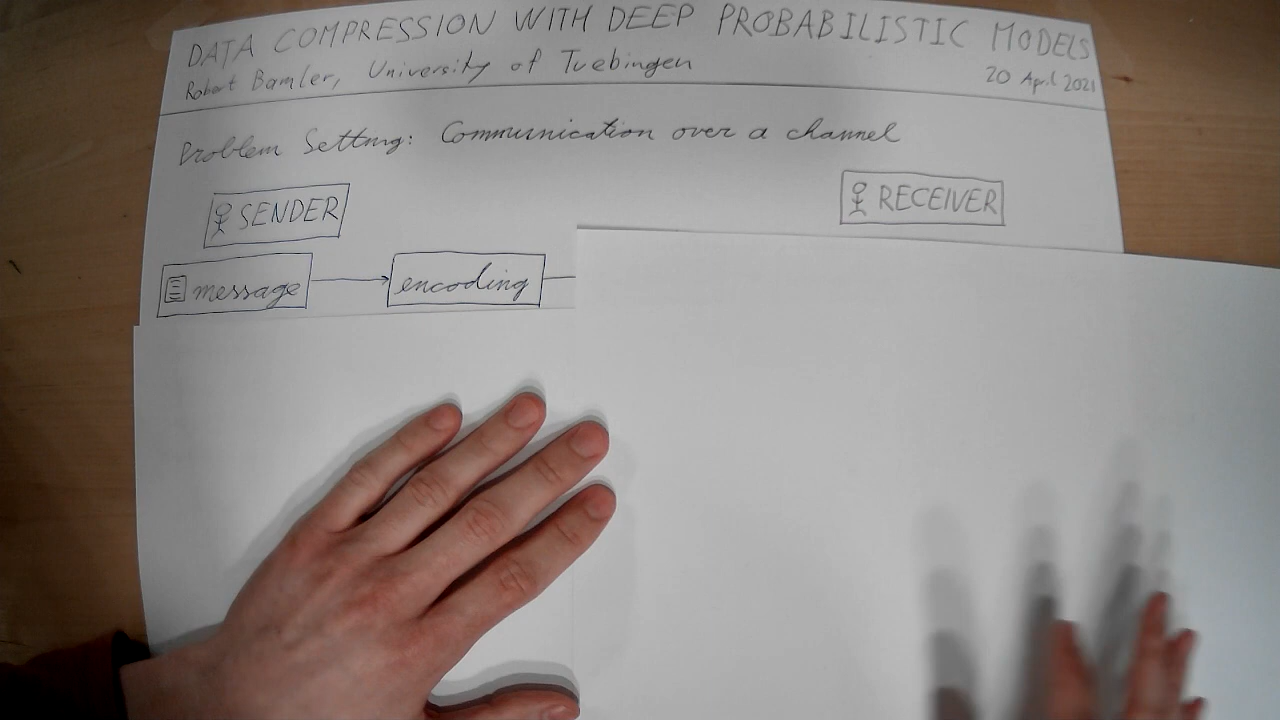 DATA COMPRESSION WITH DEEP PROBABILISTIC MODELS
Robert Bamler, University of Tuebingen
20 April 2021
Problem Setting: Communication over a channel
SENDER
RECEIVER
message
encoding